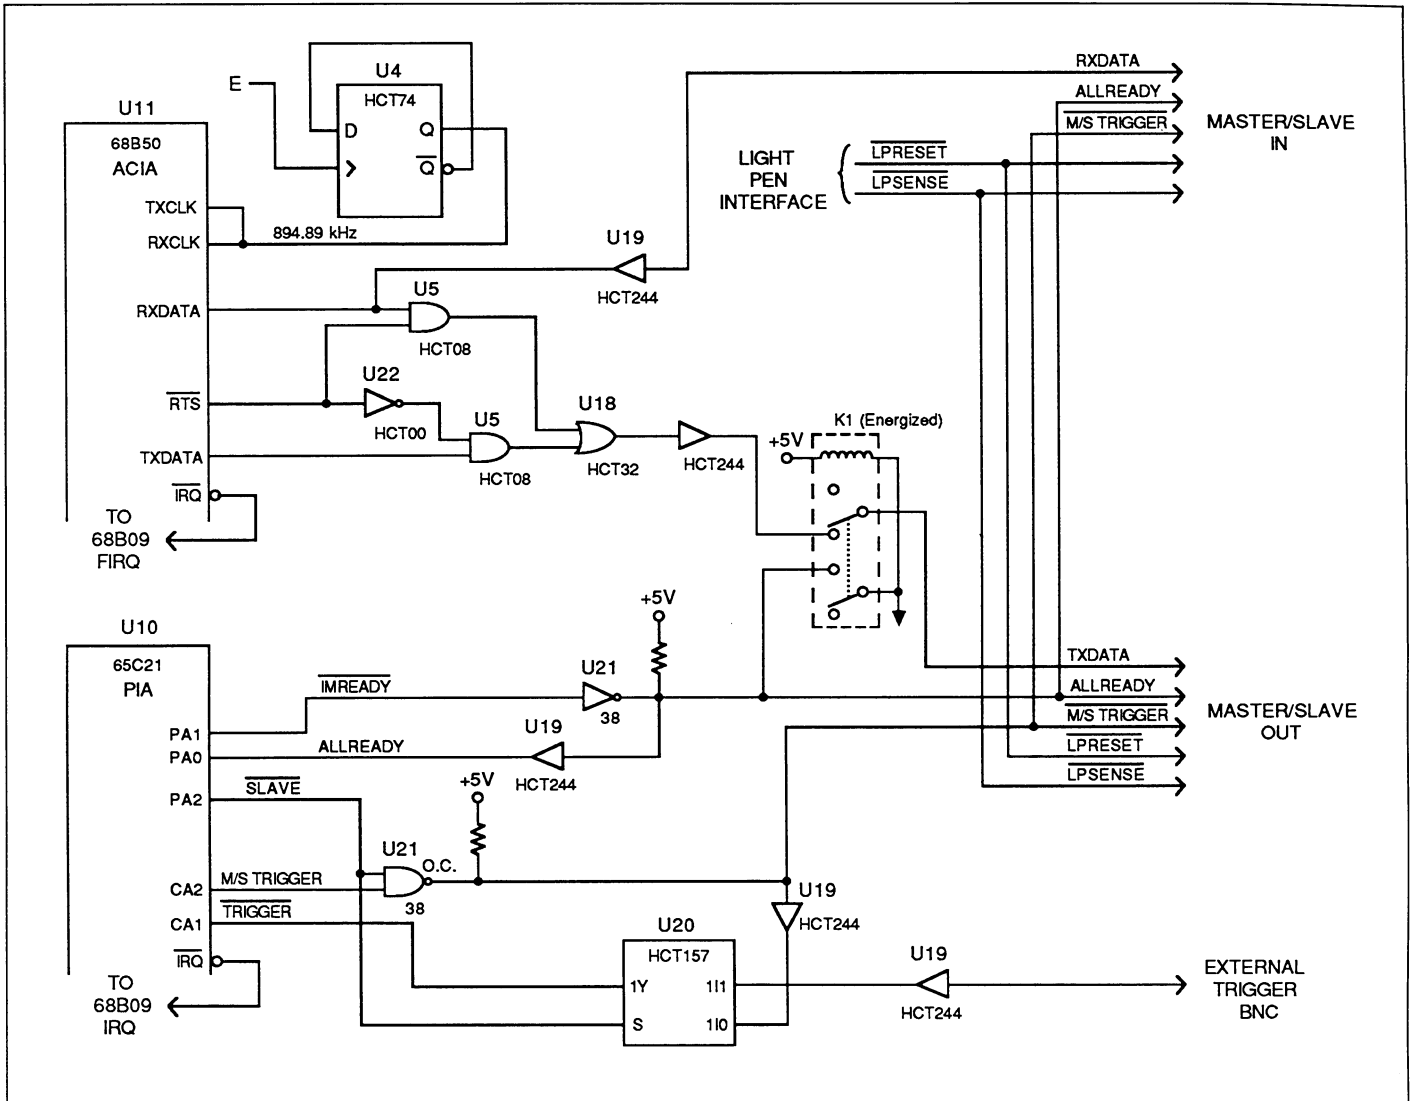 E
U4
HCT74
D
Q
Q
U11
68B50
ACIA
TXCLK
RXCLK
894.89 kHz
RXDATA
RTS
TXDATA
IRQ
TO
68B09
FIRQ
U5
HCT08
U22
HCT00
U5
HCT08
U18
HCT32
HCT244
U19
HCT244
LIGHT
PEN
INTERFACE
LPRESET
LPSENSE
RXDATA
ALLREADY
M/S TRIGGER
MASTER/SLAVE
IN
K1 (Energized)
+5V
U10
65C21
PIA
PA1
PA0
PA2
CA2
CA1
IRQ
TO
68B09
IRQ
IMREADY
ALLREADY
SLAVE
M/S TRIGGER
TRIGGER
U21
38
+5V
U19
HCT244
+5V
U21
O.C.
38
U19
HCT244
U20
HCT157
1Y
S
1I1
1I0
U19
HCT244
TXDATA
ALLREADY
M/S TRIGGER
LPRESET
LPSENSE
MASTER/SLAVE
OUT
EXTERNAL
TRIGGER
BNC